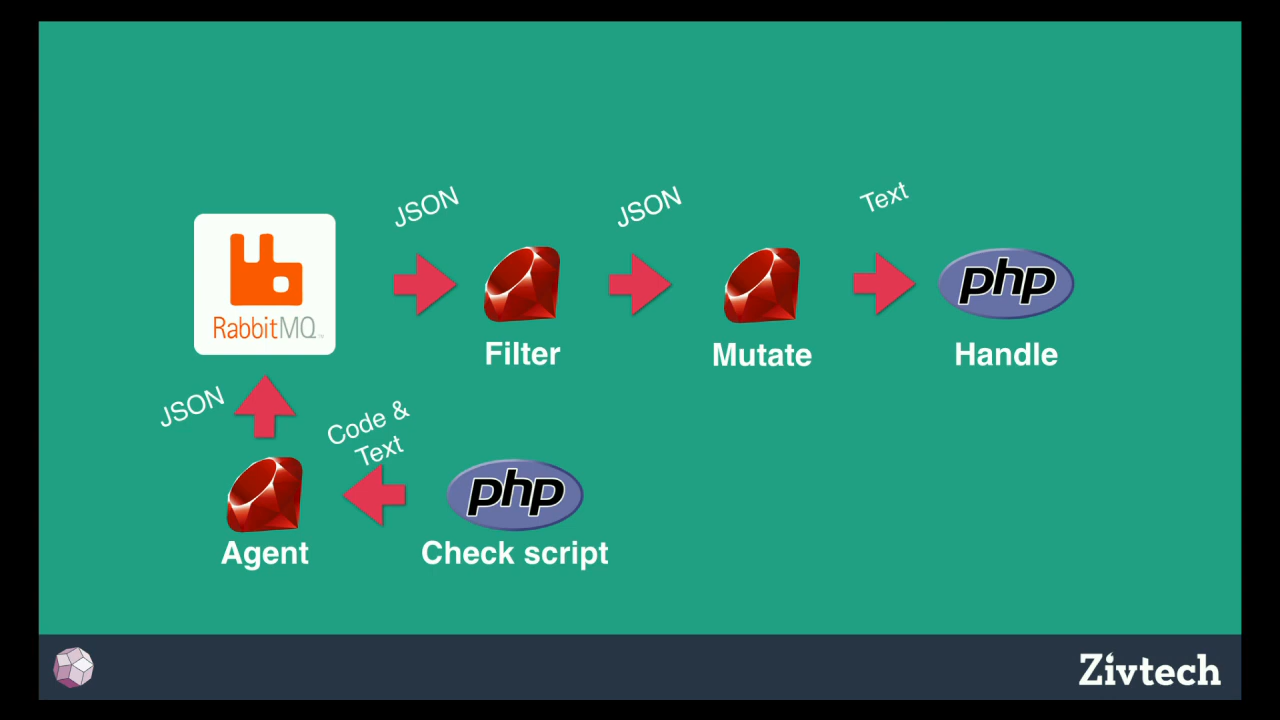 JSON
JSON
Text
RabbitMQ
php
Filter
Mutate
Handle
JSON
Code &
Text
php
Agent
Check script
Zivtech